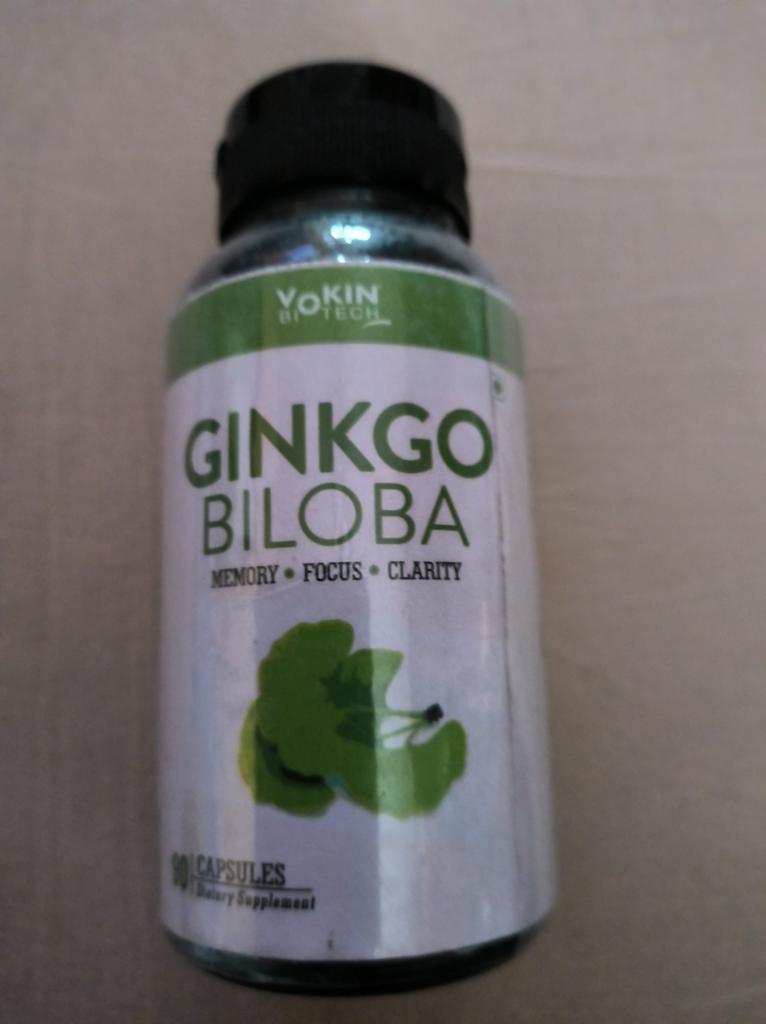 VOKIN
BIOTECH
GINKGO
BILOBA
MEMORY • FOCUS • CLARITY
90 CAPSULES
Dietary Supplement